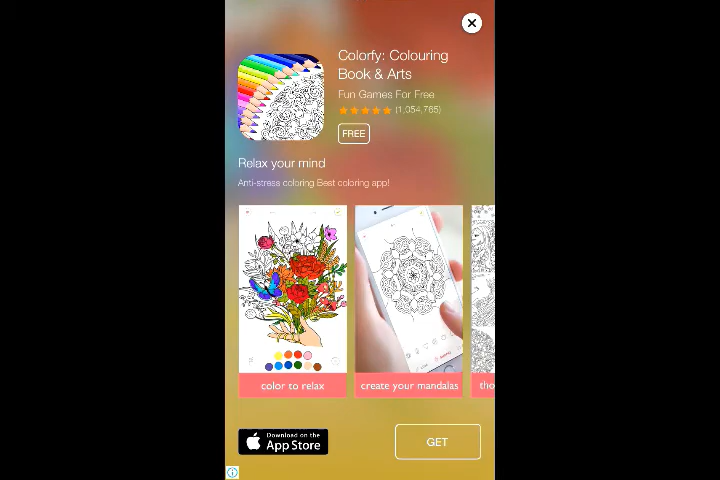 Colorfy: Colouring
Book & Arts
Fun Games For Free
(1,054,765)
FREE
Relax your mind
Anti-stress coloring Best coloring app!
color to relax
create your mandalas
tho
Download on the
App Store
GET